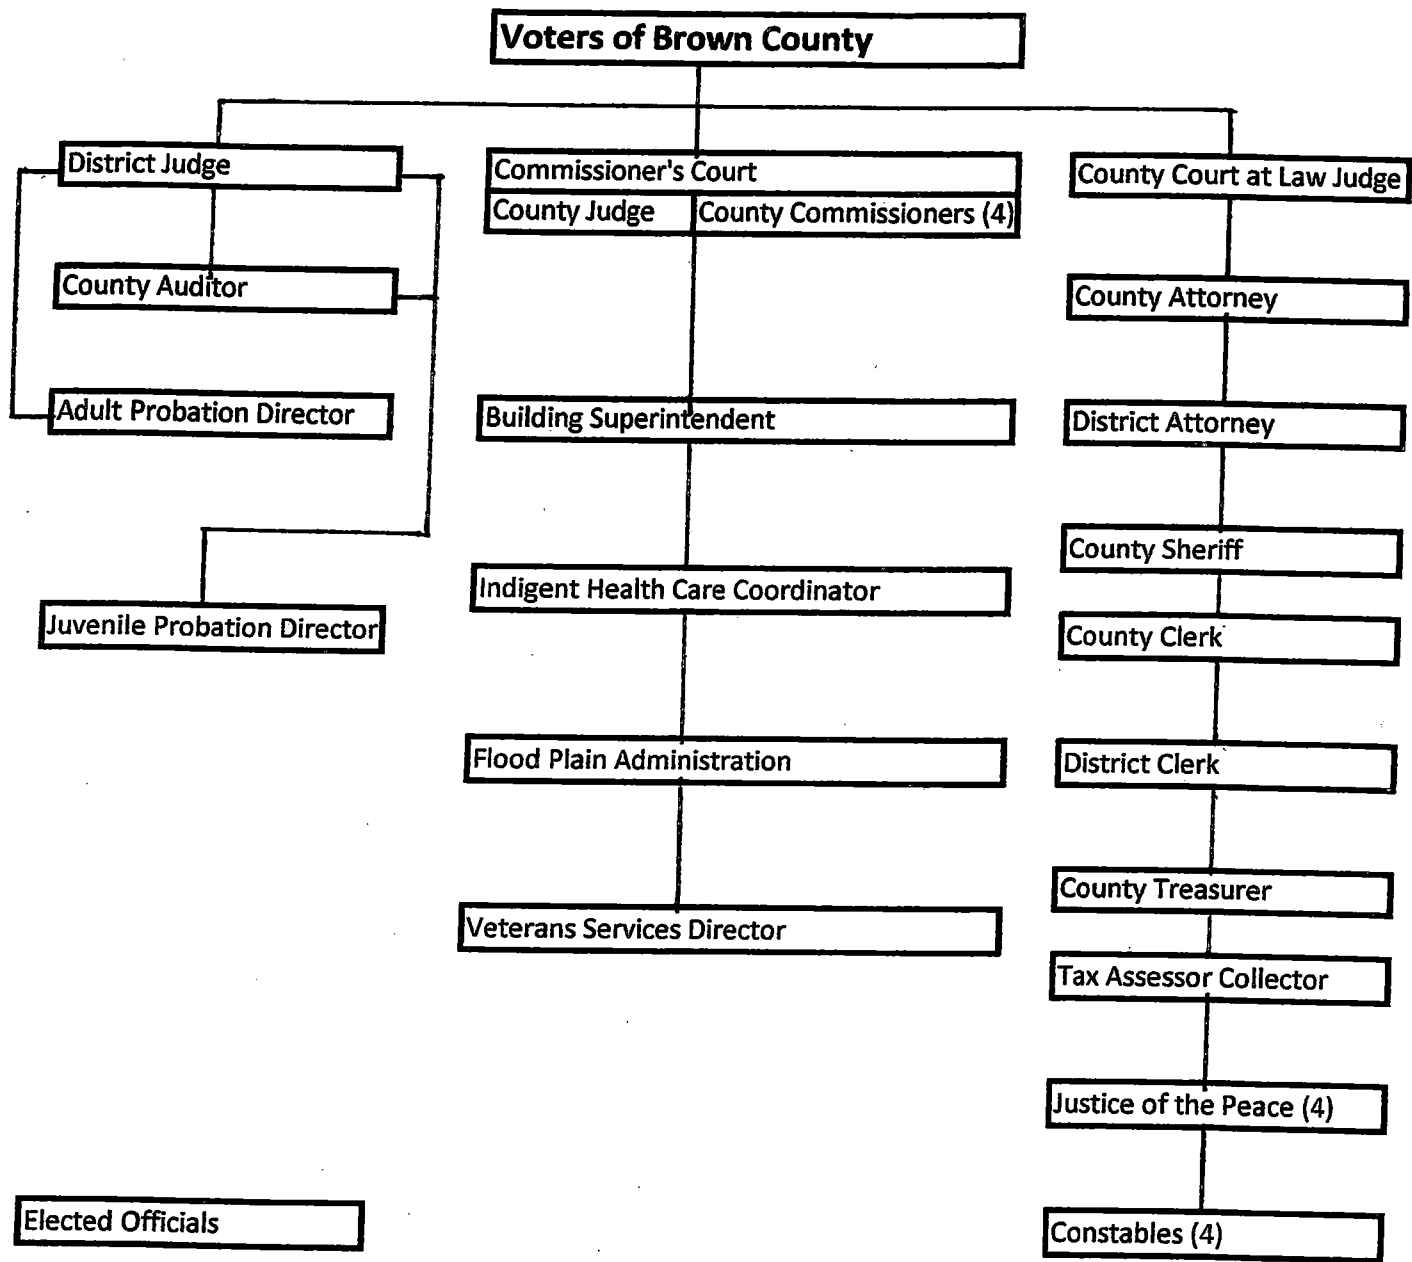 Voters of Brown County
District Judge
County Auditor
Adult Probation Director
Juvenile Probation Director
Commissioner's Court
County Judge
County Commissioners (4)
Building Superintendent
Indigent Health Care Coordinator
Flood Plain Administration
Veterans Services Director
County Court at Law Judge
County Attorney
District Attorney
County Sheriff
County Clerk
District Clerk
County Treasurer
Tax Assessor Collector
Justice of the Peace (4)
Constables (4)
Elected Officials